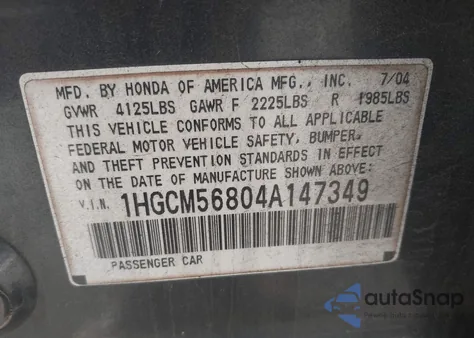 MFD. BY HONDA OF AMERICA MFG., INC. 7/04
GVWR 4125LBS GAWR F 2225LBS R 1985LBS
THIS VEHICLE CONFORMS TO ALL APPLICABLE
FEDERAL MOTOR VEHICLE SAFETY, BUMPER,
AND THEFT PREVENTION STANDARDS IN EFFECT
ON THE DATE OF MANUFACTURE SHOWN ABOVE:
V.I.N. 1HGCM56804A147349
PASSENGER CAR
autoSnap